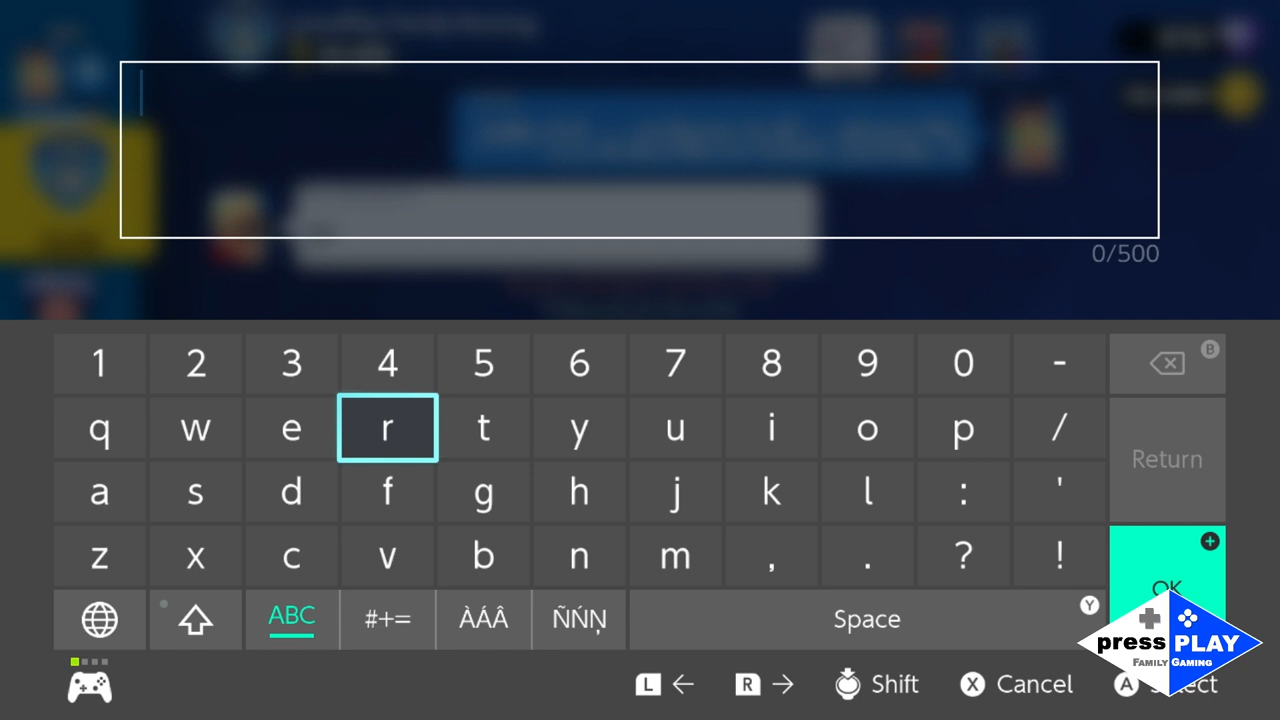 0/500
1 2 3 4 5 6 7 8 9 0 - B
q w e r t y u i o p /
Return
a s d f g h j k l : '
z x c v b n m , . ? ! +
OK
ABC #+= ÀÁÂ ÑŃŅ Space Y
press PLAY
FAMILY GAMING
L ← R → Shift X Cancel A Select